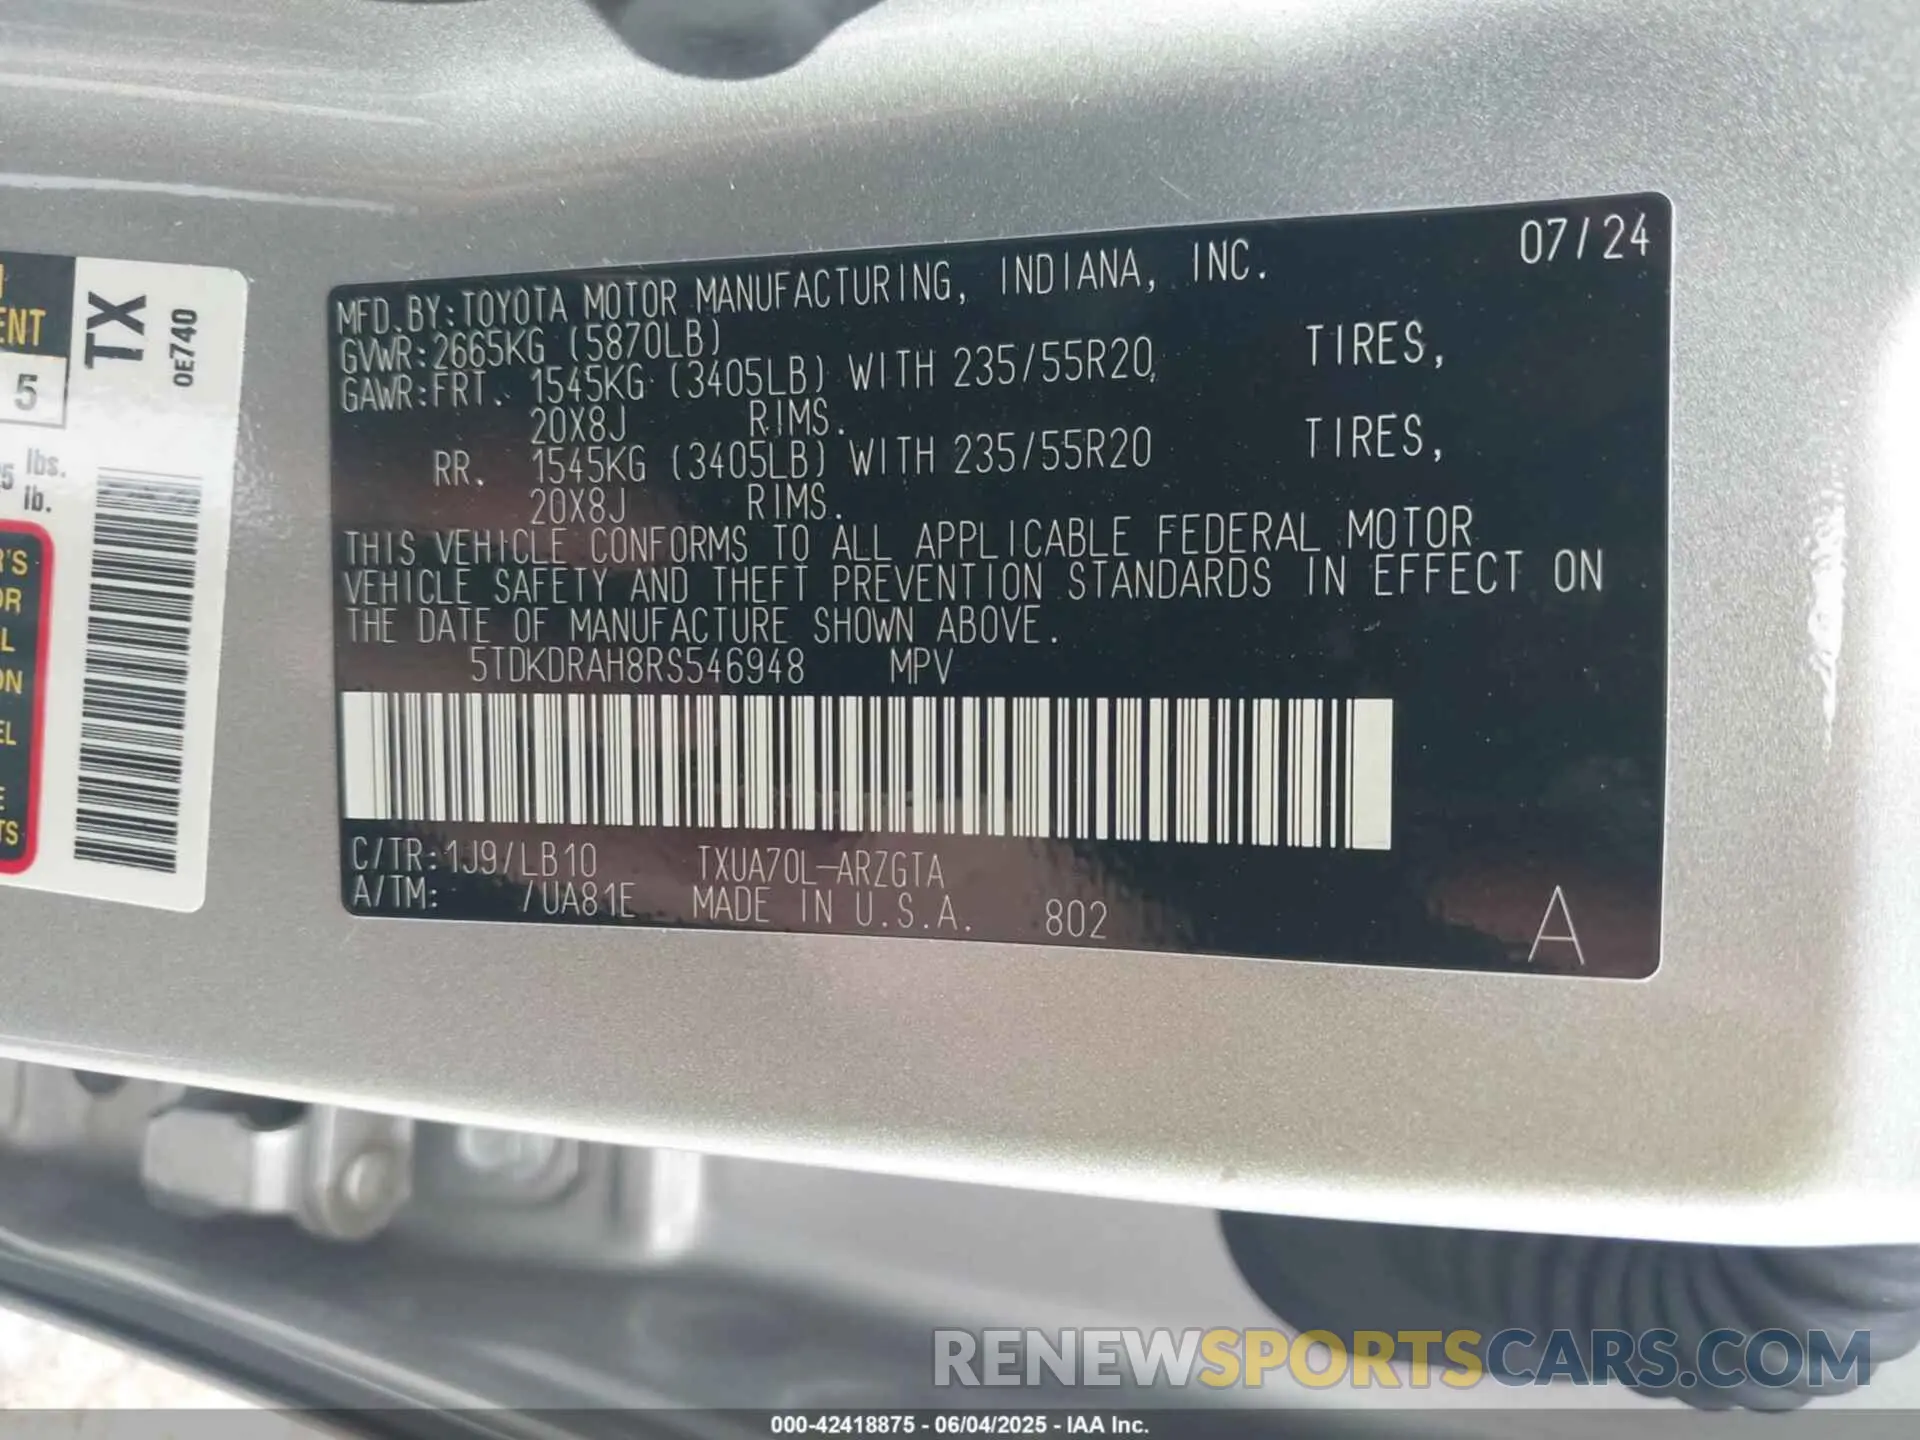 07/24
MFD.BY:TOYOTA MOTOR MANUFACTURING, INDIANA, INC.
GVWR:2665KG (5870LB)
GAWR:FRT. 1545KG (3405LB) WITH 235/55R20, TIRES,
20X8J RIMS.
RR. 1545KG (3405LB) WITH 235/55R20 TIRES,
20X8J RIMS.
THIS VEHICLE CONFORMS TO ALL APPLICABLE FEDERAL MOTOR
VEHICLE SAFETY AND THEFT PREVENTION STANDARDS IN EFFECT ON
THE DATE OF MANUFACTURE SHOWN ABOVE.
5TDKDRAH8RS546948 MPV
C/TR:1J9/LB10 TXUA70L-ARZGTA
A/TM: /UA81E MADE IN U.S.A. 802
A
TX
0E740
5
lbs.
lb.
RENEWSPORTSCARS.COM
000-42418875 - 06/04/2025 - IAA Inc.